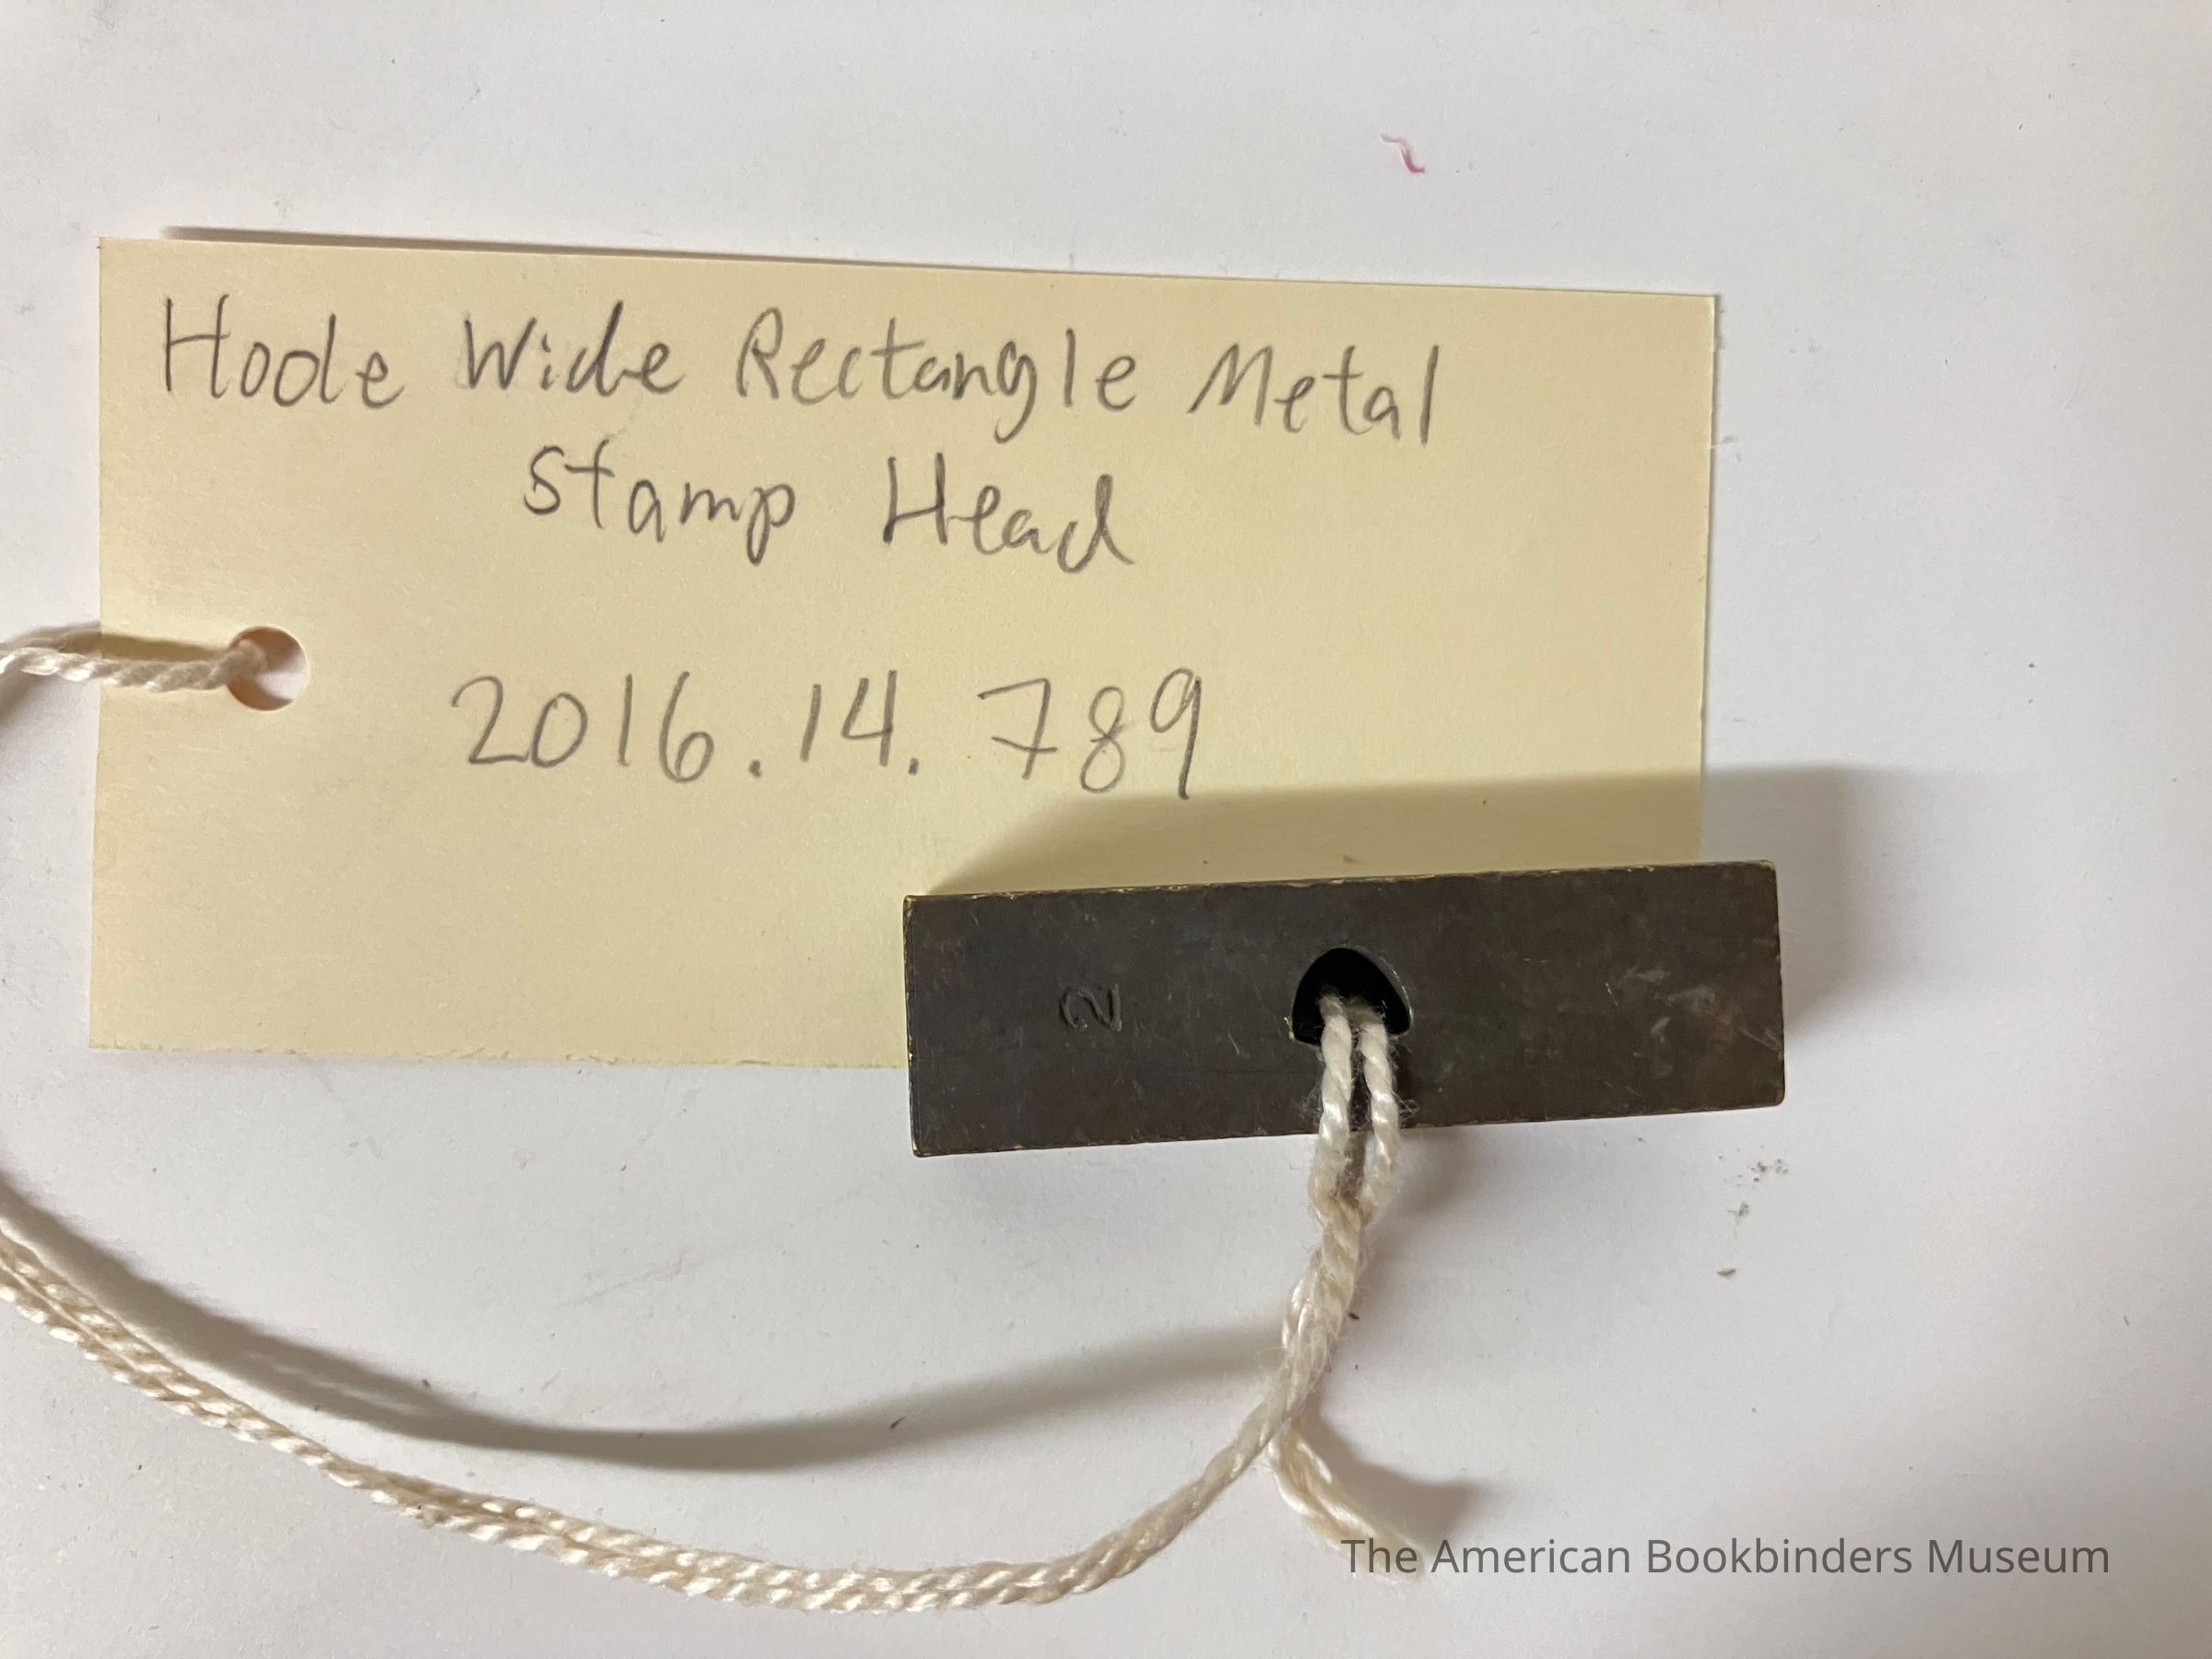 Hoole Wide Rectangle Metal
Stamp Head
2016.14.789
2
The American Bookbinders Museum